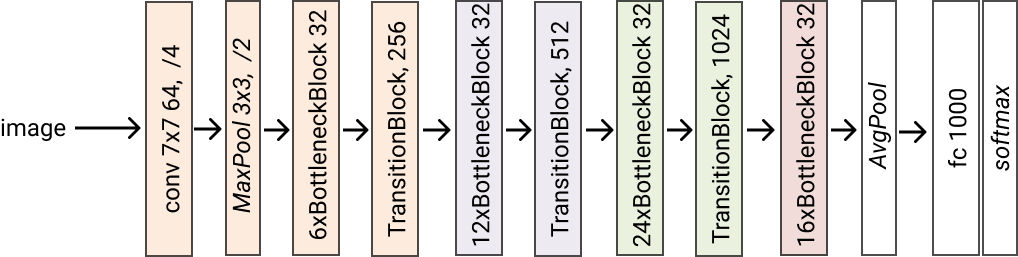 image
conv 7x7 64, /4
MaxPool 3x3, /2
6xBottleneckBlock 32
TransitionBlock, 256
12xBottleneckBlock 32
TransitionBlock, 512
24xBottleneckBlock 32
TransitionBlock, 1024
16xBottleneckBlock 32
AvgPool
fc 1000
softmax